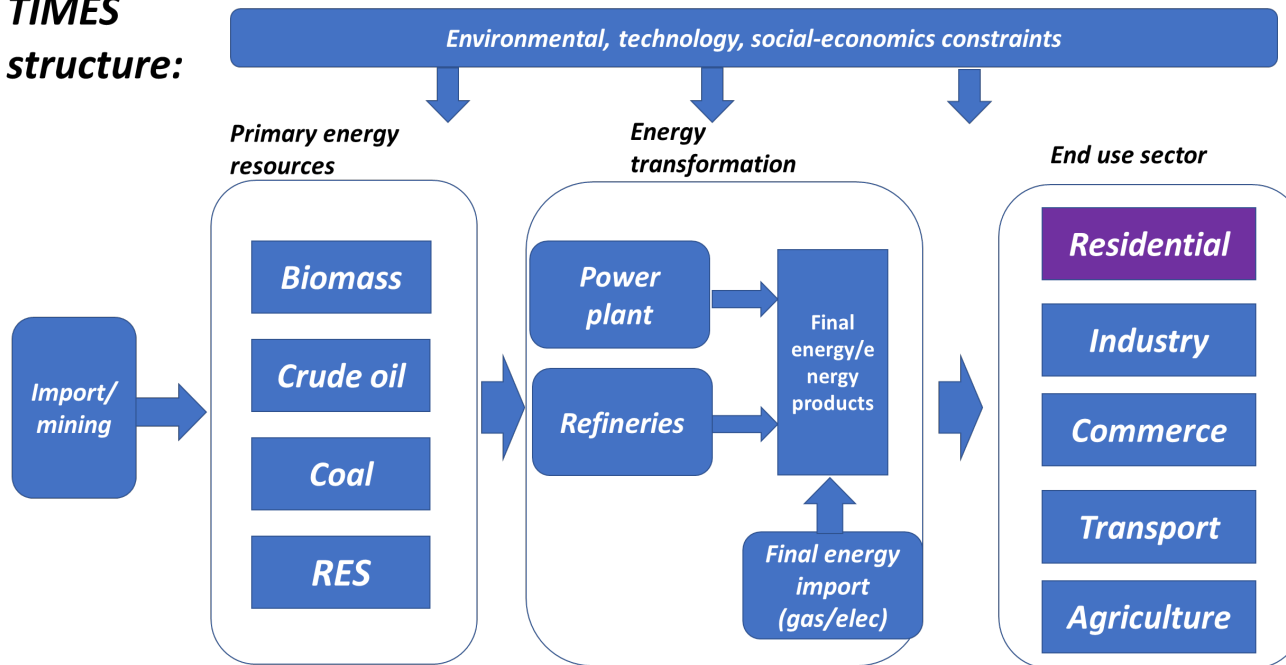 TIMES
structure:
Environmental, technology, social-economics constraints
Primary energy
resources
Energy
transformation
End use sector
Import/
mining
Biomass
Crude oil
Coal
RES
Power
plant
Refineries
Final
energy/e
nergy
products
Final energy
import
(gas/elec)
Residential
Industry
Commerce
Transport
Agriculture